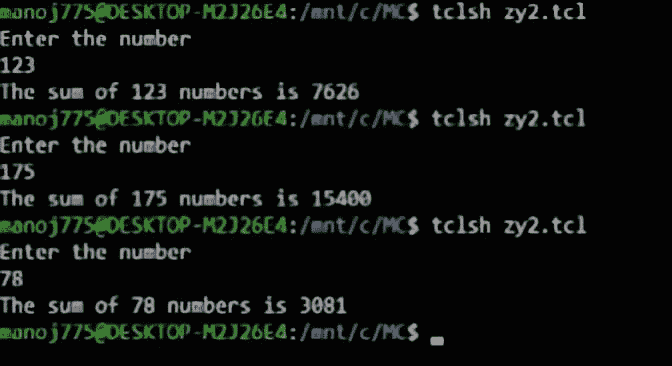 manoj775@DESKTOP-M2J26E4:/mnt/c/MC$ tclsh zy2.tcl
Enter the number
123
The sum of 123 numbers is 7626
manoj775@DESKTOP-M2J26E4:/mnt/c/MC$ tclsh zy2.tcl
Enter the number
175
The sum of 175 numbers is 15400
manoj775@DESKTOP-M2J26E4:/mnt/c/MC$ tclsh zy2.tcl
Enter the number
78
The sum of 78 numbers is 3081
manoj775@DESKTOP-M2J26E4:/mnt/c/MC$